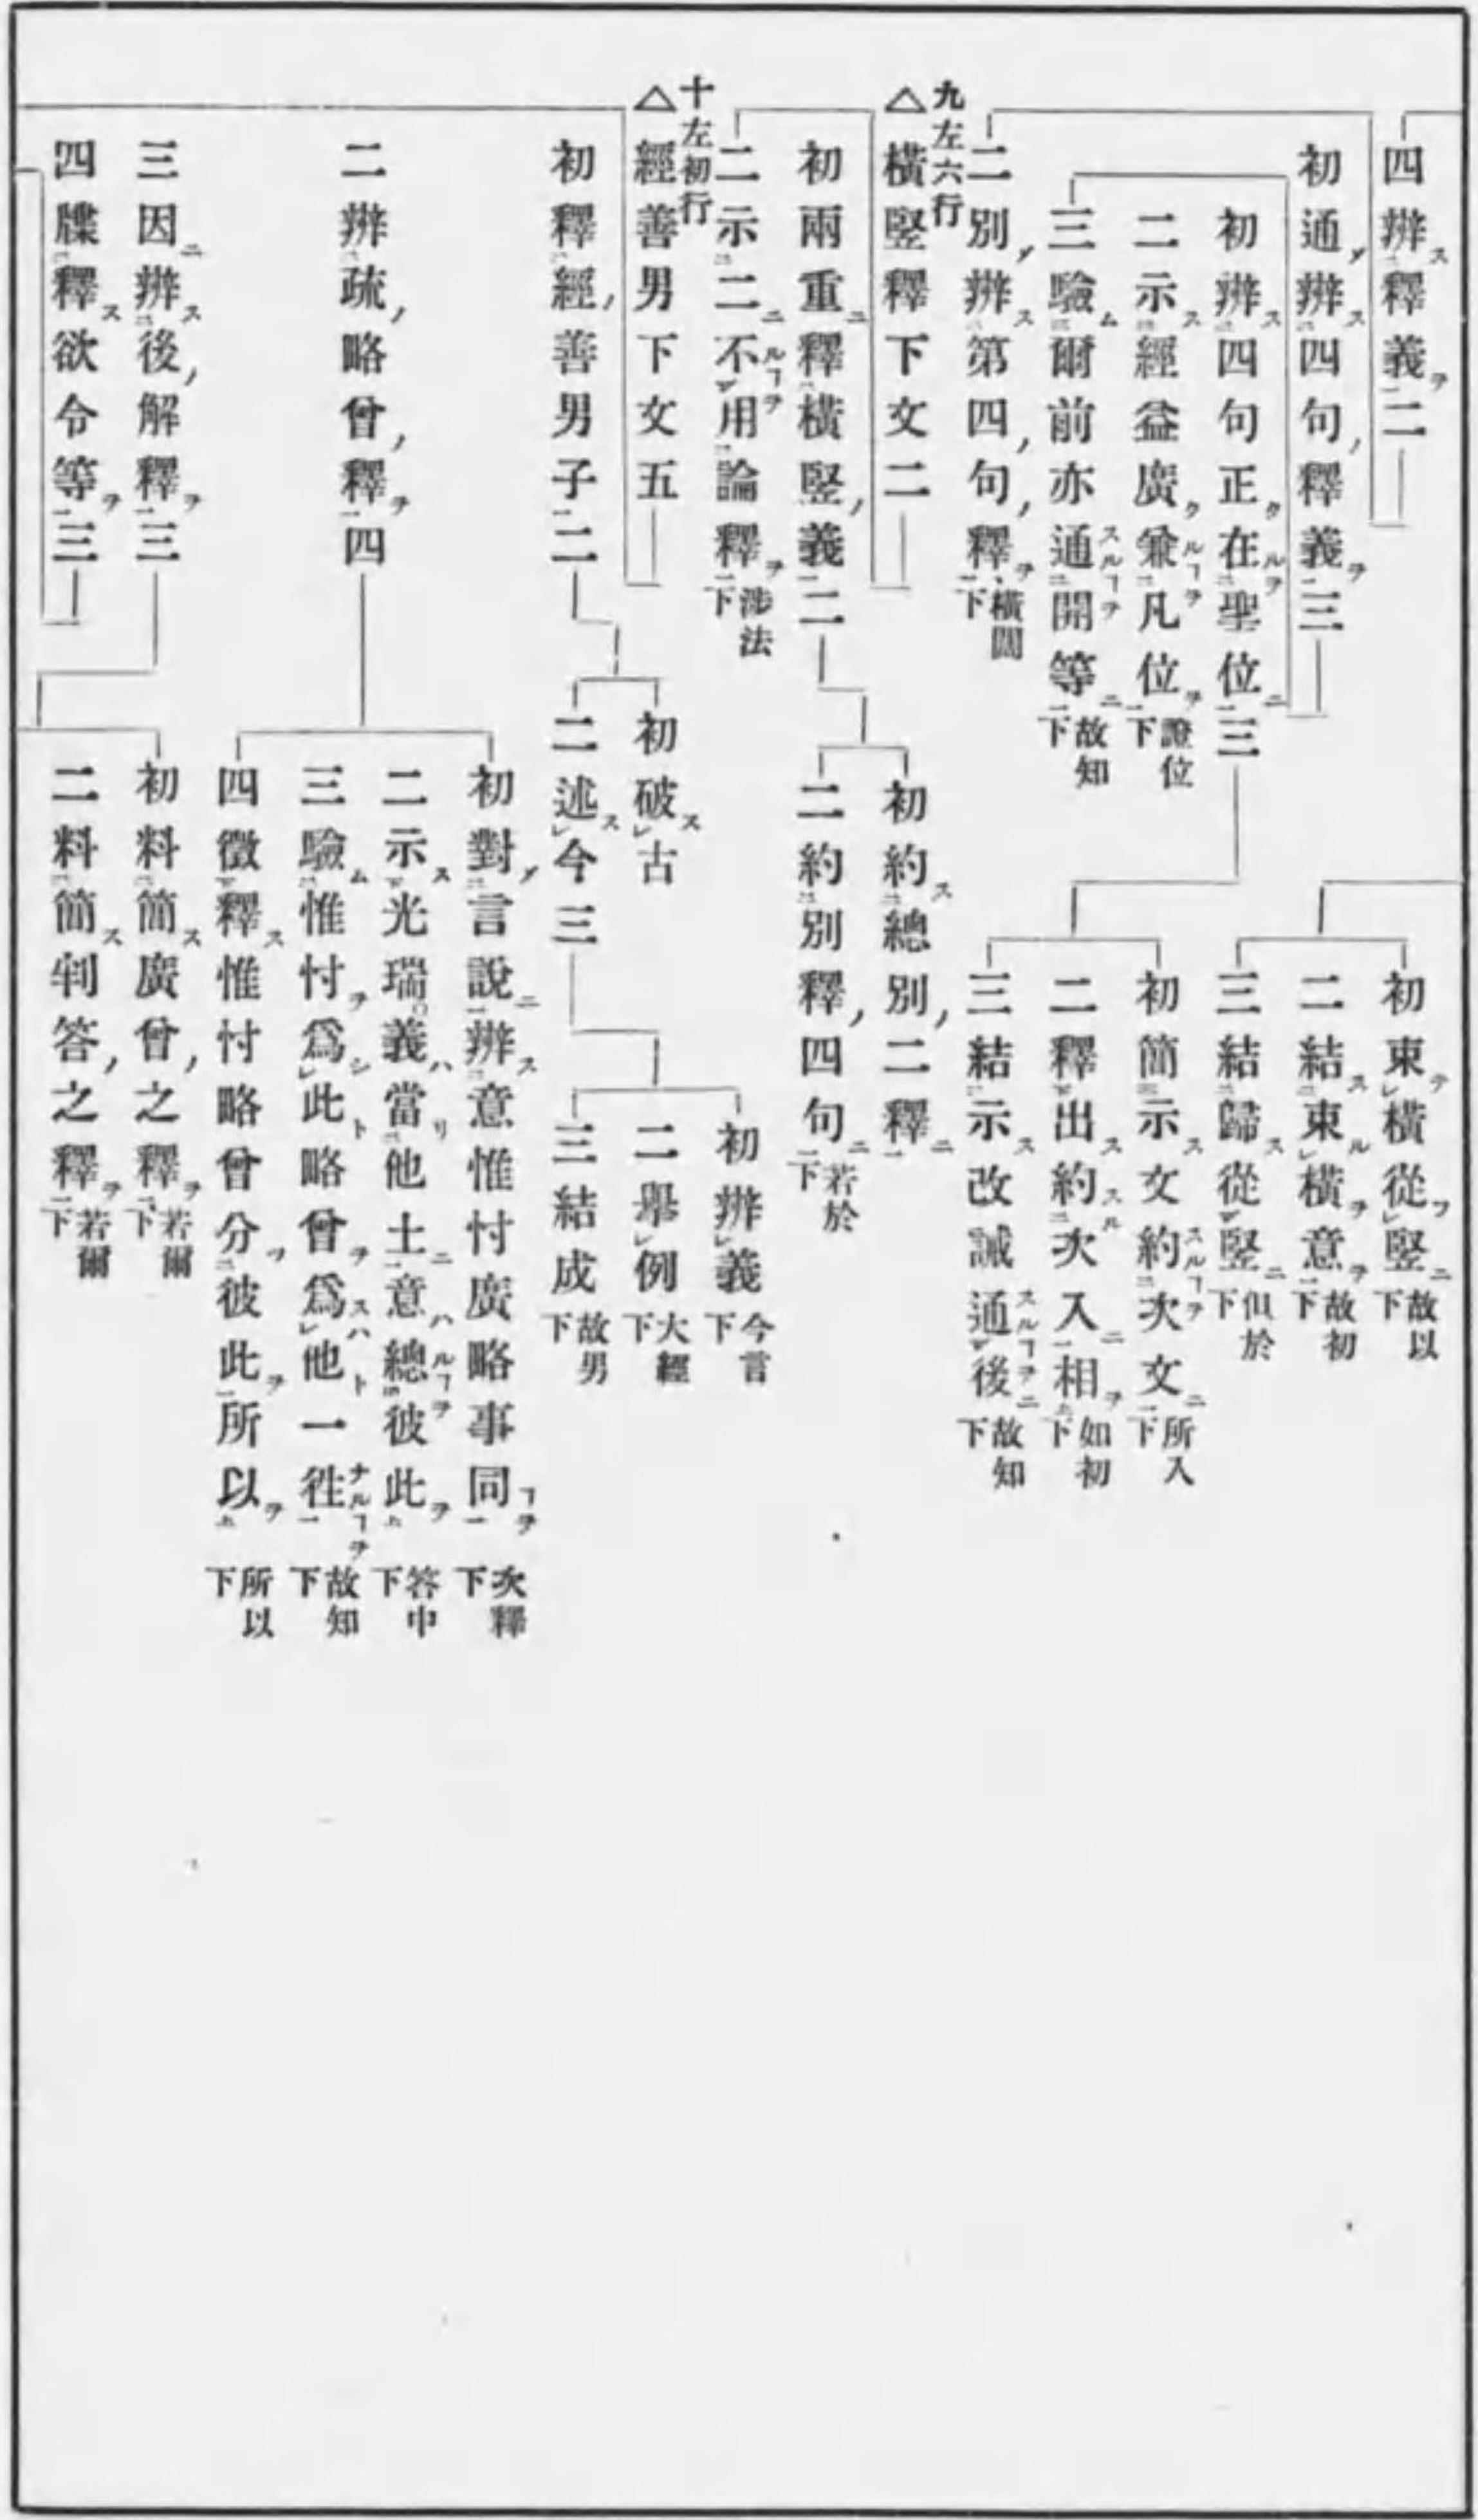 四辨釋義二
初束橫從竪 故以下
二結束橫意 故初下
三結歸從竪 但於下
初通辨四句釋義三
初辨四句正在聖位三
初簡示文約次文 所入下
二釋出約次入相 如初下
三結示改誡通後 故知下
二示經益廣兼凡位 證位下
三驗爾前亦通開等 故知下
二別辨第四句釋 橫闊下
九左六行
△橫竪釋下文二
初兩重釋橫竪義二
初約總別二釋
二約別釋四句 若於下
二示二不用論釋 涉法下
十左初行
△經善男下文五
初釋經善男子二
初破古
二述今三
初辨義 今言下
二舉例 大經下
三結成 故男下
二辨疏略曾釋四
初對言說辨意惟忖廣略事同 次釋下
二示光瑞義當他土意總彼此 答中下
三驗惟忖爲此略曾爲他一往 故知下
四徵釋惟忖略曾分彼此所以 所以下
三因辨後解釋三
初料簡廣曾之釋 若爾下
二料簡判答之釋 若爾下
四牒釋欲令等三